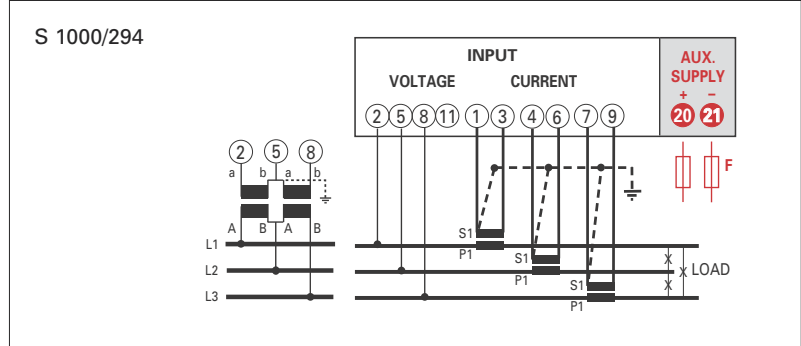 S 1000/294
INPUT
VOLTAGE CURRENT
AUX.
SUPPLY
+ −
2 5 8 11 1 3 4 6 7 9
20 21
F
2 5 8
a b a b
A B A B
L1
L2
L3
S1
P1
S1
P1
S1
P1
X
X
X
LOAD